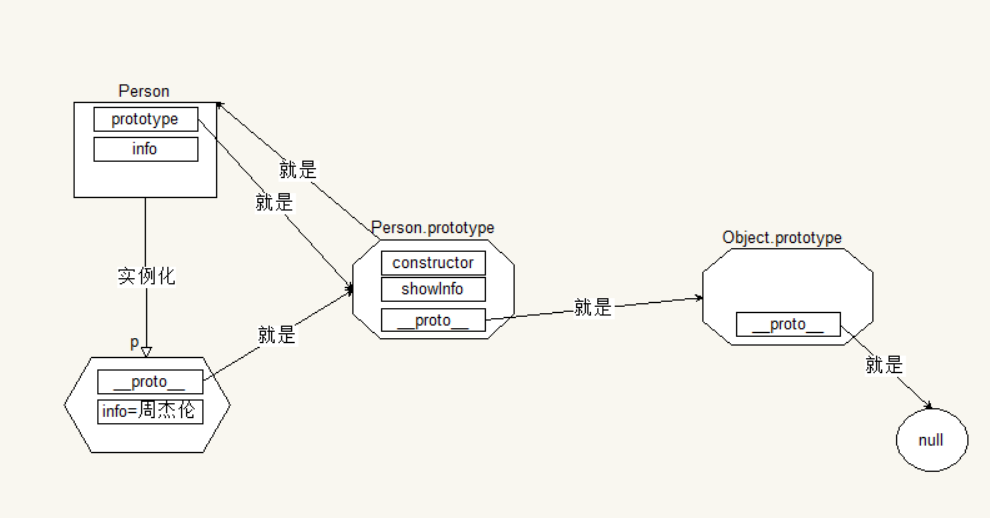 Person
prototype
info
就是
就是
Person.prototype
constructor
showInfo
__proto__
Object.prototype
就是
__proto__
实例化
就是
就是
p
__proto__
info=周杰伦
null